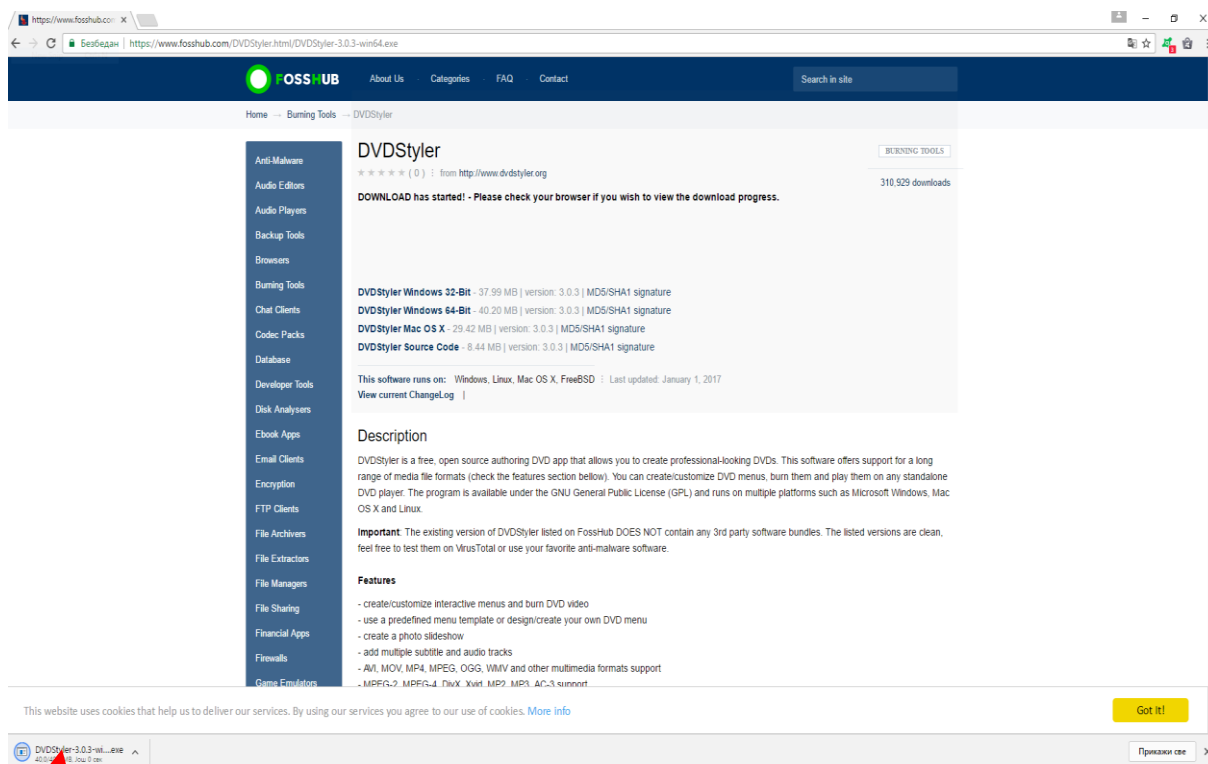 https://www.fosshub.con
Безбедан https://www.fosshub.com/DVDStyler.html/DVDStyler-3.0.3-win64.exe
FOSSHUB About Us Categories FAQ Contact Search in site
Home → Burning Tools → DVDStyler
Anti-Malware
Audio Editors
Audio Players
Backup Tools
Browsers
Burning Tools
Chat Clients
Codec Packs
Database
Developer Tools
Disk Analysers
Ebook Apps
Email Clients
Encryption
FTP Clients
File Archivers
File Extractors
File Managers
File Sharing
Financial Apps
Firewalls
Game Emulators
DVDStyler
BURNING TOOLS
( 0 ) from http://www.dvdstyler.org
310,929 downloads
DOWNLOAD has started! - Please check your browser if you wish to view the download progress.
DVDStyler Windows 32-Bit - 37.99 MB | version: 3.0.3 | MD5/SHA1 signature
DVDStyler Windows 64-Bit - 40.20 MB | version: 3.0.3 | MD5/SHA1 signature
DVDStyler Mac OS X - 29.42 MB | version: 3.0.3 | MD5/SHA1 signature
DVDStyler Source Code - 8.44 MB | version: 3.0.3 | MD5/SHA1 signature
This software runs on: Windows, Linux, Mac OS X, FreeBSD Last updated: January 1, 2017
View current ChangeLog |
Description
DVDStyler is a free, open source authoring DVD app that allows you to create professional-looking DVDs. This software offers support for a long
range of media file formats (check the features section bellow). You can create/customize DVD menus, burn them and play them on any standalone
DVD player. The program is available under the GNU General Public License (GPL) and runs on multiple platforms such as Microsoft Windows, Mac
OS X and Linux.
Important: The existing version of DVDStyler listed on FossHub DOES NOT contain any 3rd party software bundles. The listed versions are clean,
feel free to test them on VirusTotal or use your favorite anti-malware software.
Features
- create/customize interactive menus and burn DVD video
- use a predefined menu template or design/create your own DVD menu
- create a photo slideshow
- add multiple subtitle and audio tracks
- AVI, MOV, MP4, MPEG, OGG, WMV and other multimedia formats support
- MPEG-2, MPEG-4, DivX, Xvid, MP2, MP3, AC-3 support
This website uses cookies that help us to deliver our services. By using our services you agree to our use of cookies. More info
Got It!
DVDStyler-3.0.3-wi....exe
Прикажи све